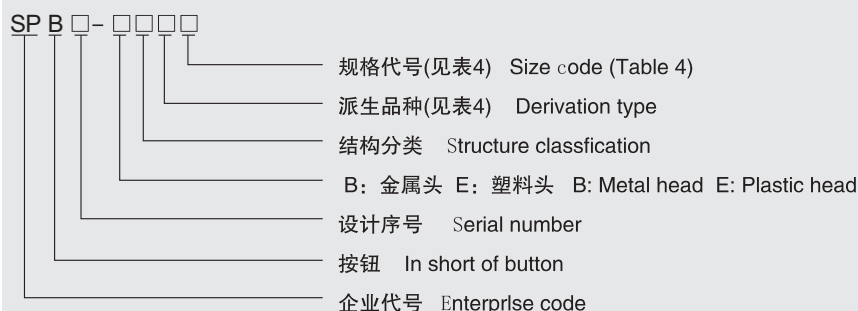 SP B □-□□□□
规格代号(见表4) Size code (Table 4)
派生品种(见表4) Derivation type
结构分类 Structure classfication
B：金属头 E：塑料头 B: Metal head E: Plastic head
设计序号 Serial number
按钮 In short of button
企业代号 EnterprIse code